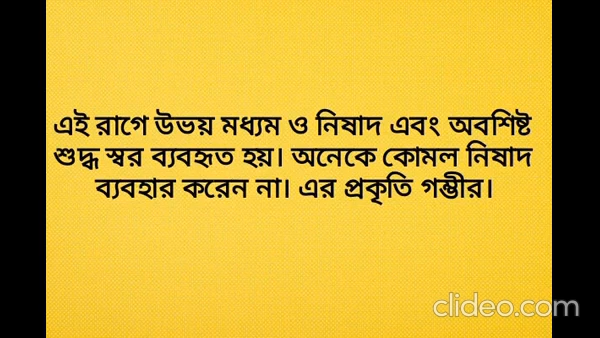 এই রাগে উভয় মধ্যম ও নিষাদ এবং অবশিষ্ট
শুদ্ধ স্বর ব্যবহৃত হয়। অনেকে কোমল নিষাদ
ব্যবহার করেন না। এর প্রকৃতি গম্ভীর।
clideo.com